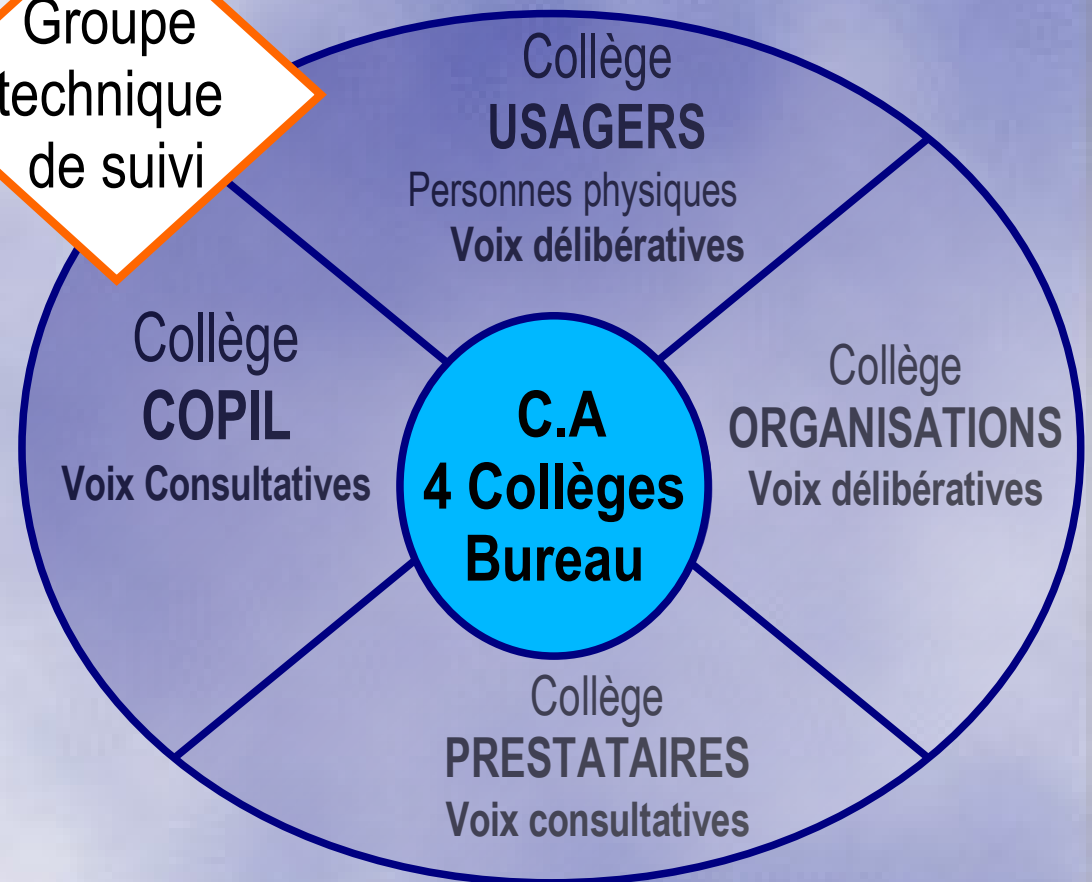 Groupe
technique
de suivi
Collège
USAGERS
Personnes physiques
Voix délibératives
Collège
COPIL
Voix Consultatives
C.A
4 Collèges
Bureau
Collège
ORGANISATIONS
Voix délibératives
Collège
PRESTATAIRES
Voix consultatives